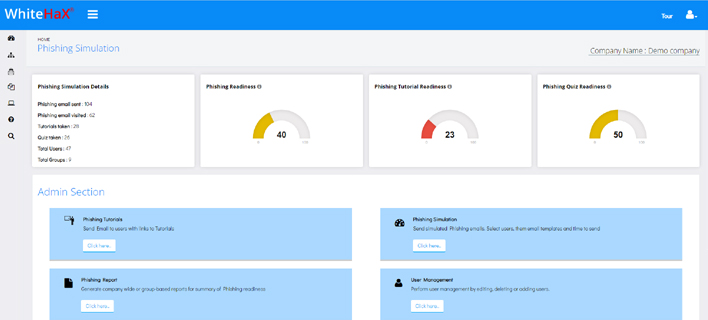 WhiteHaX®
Tour
HOME
Phishing Simulation
Company Name : Demo company
Phishing Simulation Details
Phishing email sent : 104
Phishing email visited : 62
Tutorials taken : 26
Quiz taken : 26
Total Users : 47
Total Groups : 9
Phishing Readiness
40
0
100
Phishing Tutorial Readiness
23
0
100
Phishing Quiz Readiness
50
0
100
Admin Section
Phishing Tutorials
Send Email to users with links to Tutorials
Click here..
Phishing Simulation
Send simulated Phishing emails. Select users, them email templates and time to send
Click here..
Phishing Report
Generate company wide or group-based reports for summary of Phishing-readiness
Click here..
User Management
Perform user management by editing, deleting or adding users.
Click here..